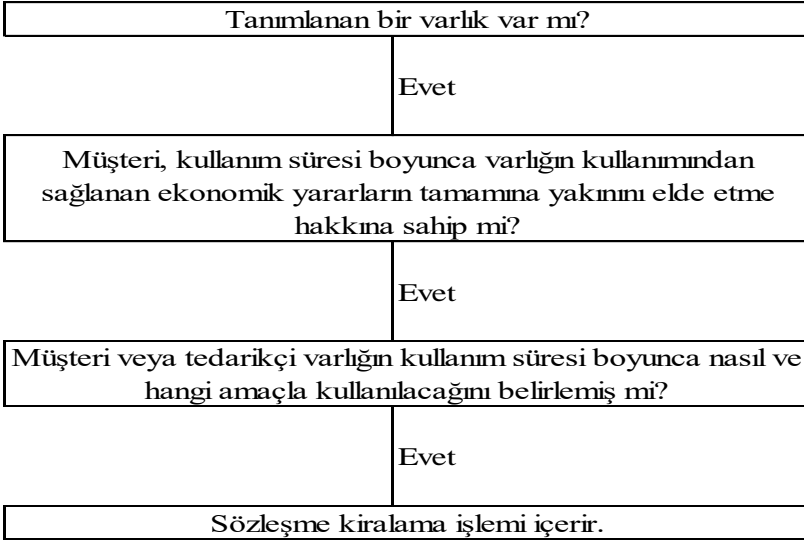 Tanımlanan bir varlık var mı?
Evet
Müşteri, kullanım süresi boyunca varlığın kullanımından
sağlanan ekonomik yararların tamamına yakınını elde etme
hakkına sahip mi?
Evet
Müşteri veya tedarikçi varlığın kullanım süresi boyunca nasıl ve
hangi amaçla kullanılacağını belirlemiş mi?
Evet
Sözleşme kiralama işlemi içerir.